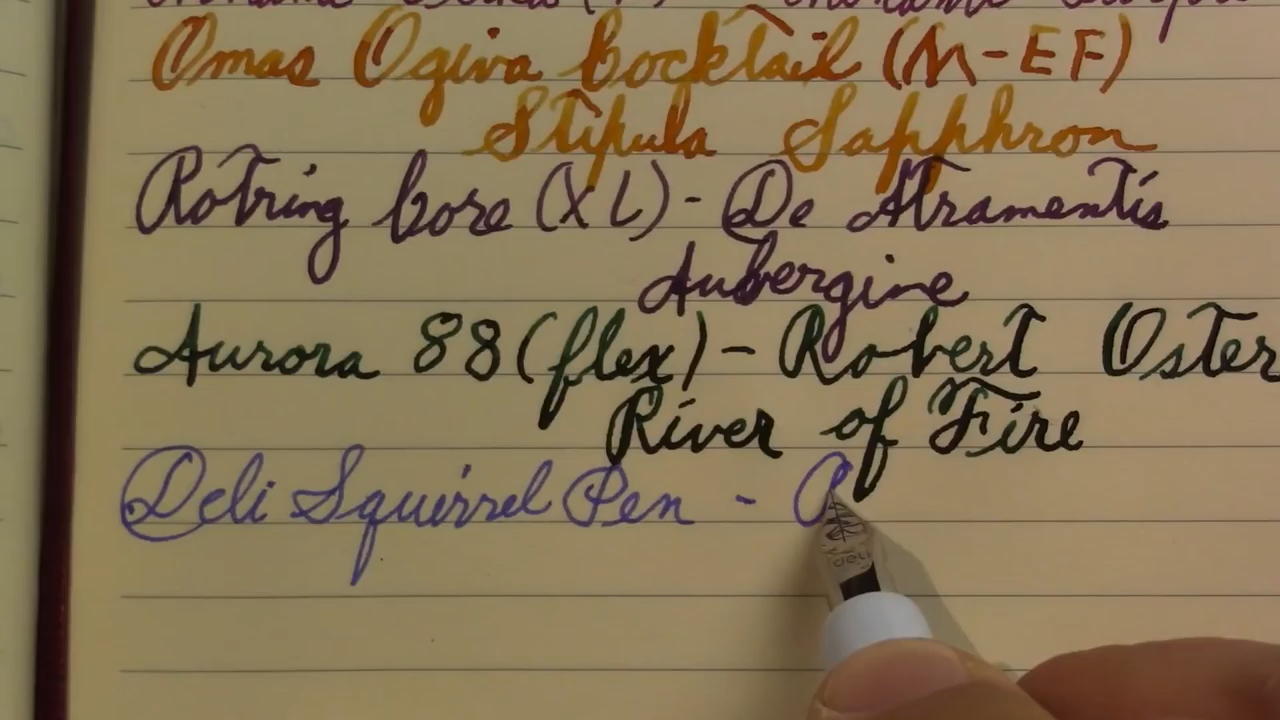 Omas Ogiva Cocktail (M-EF)
Stipula Sapphron
Rotring Core (XL) - De Atramentis
Aubergine
Aurora 88 (flex) - Robert Oster
River of Fire
Deli Squirrel Pen -
deli